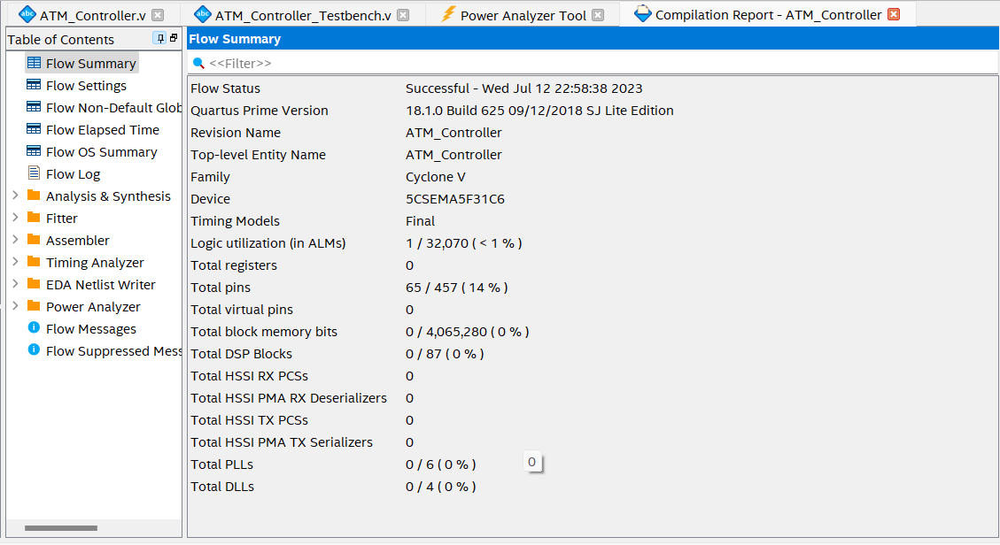 ATM_Controller.v
ATM_Controller_Testbench.v
Power Analyzer Tool
Compilation Report - ATM_Controller
Table of Contents
Flow Summary
Flow Settings
Flow Non-Default Glob
Flow Elapsed Time
Flow OS Summary
Flow Log
Analysis & Synthesis
Fitter
Assembler
Timing Analyzer
EDA Netlist Writer
Power Analyzer
Flow Messages
Flow Suppressed Mess
Flow Summary
<<Filter>>
Flow Status Successful - Wed Jul 12 22:58:38 2023
Quartus Prime Version 18.1.0 Build 625 09/12/2018 SJ Lite Edition
Revision Name ATM_Controller
Top-level Entity Name ATM_Controller
Family Cyclone V
Device 5CSEMA5F31C6
Timing Models Final
Logic utilization (in ALMs) 1 / 32,070 ( < 1 % )
Total registers 0
Total pins 65 / 457 ( 14 % )
Total virtual pins 0
Total block memory bits 0 / 4,065,280 ( 0 % )
Total DSP Blocks 0 / 87 ( 0 % )
Total HSSI RX PCSs 0
Total HSSI PMA RX Deserializers 0
Total HSSI TX PCSs 0
Total HSSI PMA TX Serializers 0
Total PLLs 0 / 6 ( 0 % )
0
Total DLLs 0 / 4 ( 0 % )